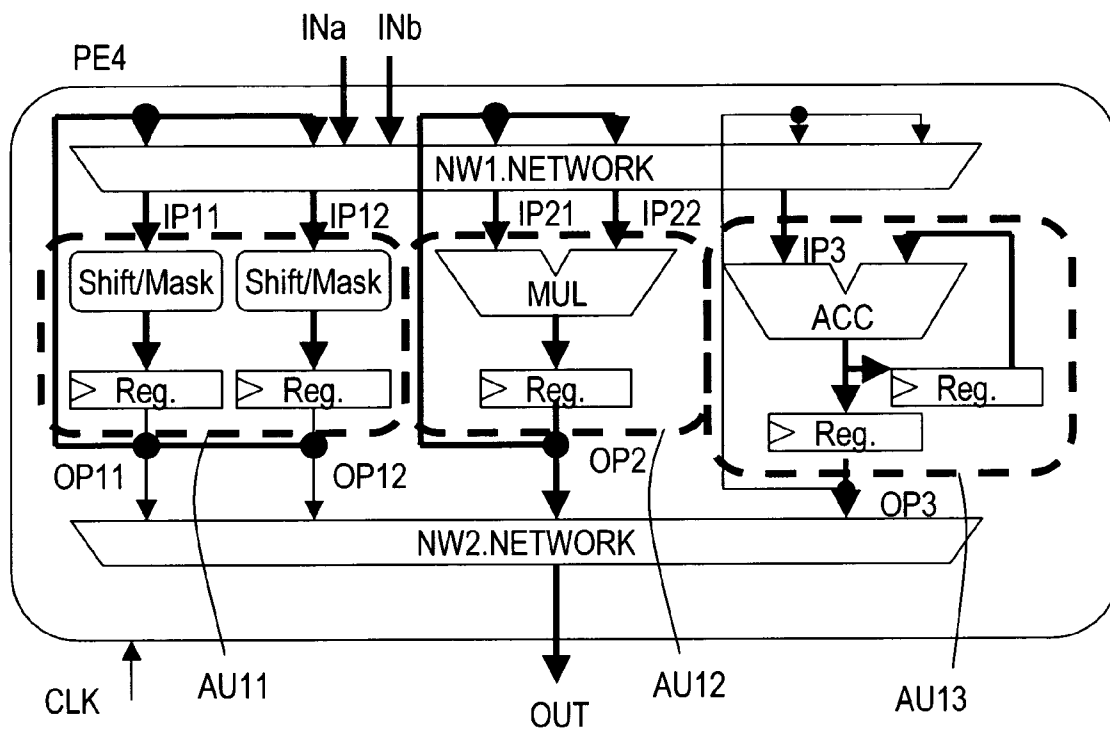 INa INb
PE4
NW1.NETWORK
IP11 IP12 IP21 IP22
IP3
Shift/Mask Shift/Mask
MUL
ACC
Reg. Reg. Reg. Reg.
Reg.
OP11 OP12 OP2
OP3
NW2.NETWORK
CLK AU11 OUT AU12 AU13